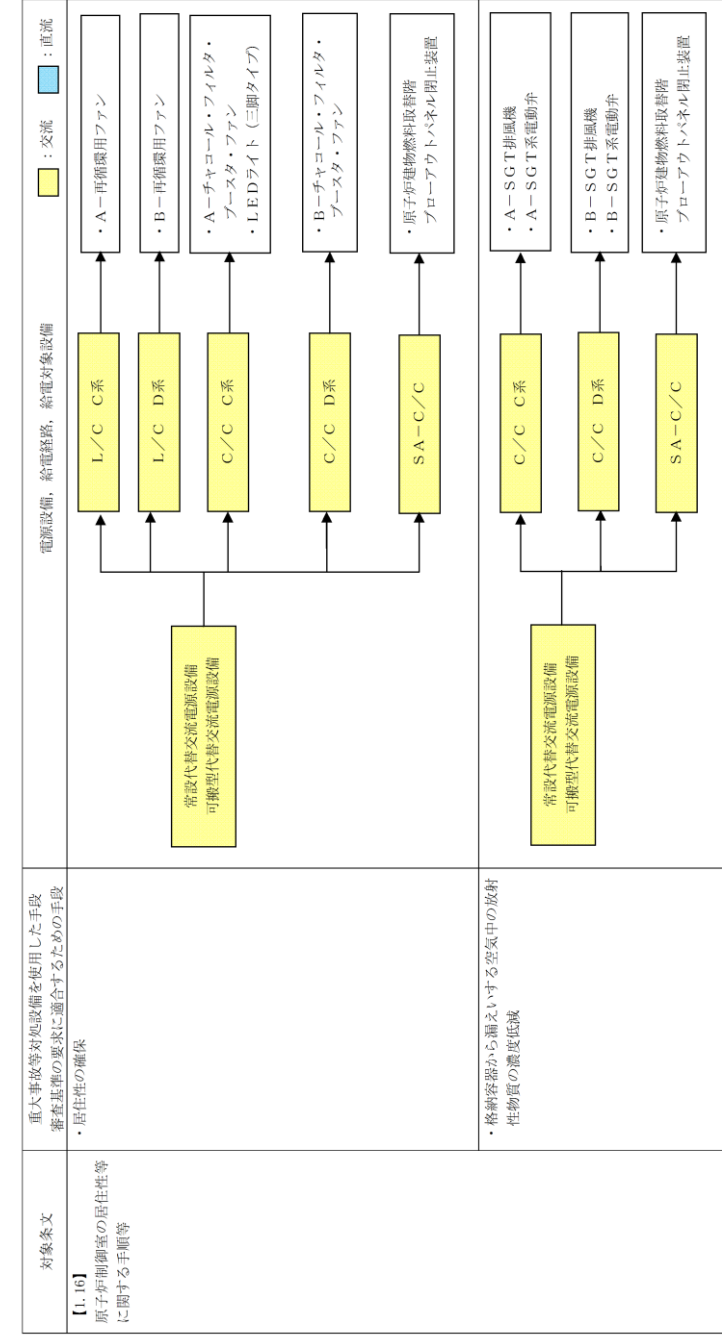 ：交流
：直流
対象条文
重大事故等対処設備を使用した手段
審査基準の要求に適合するための手段
電源設備，給電経路，給電対象設備
【1.16】
原子炉制御室の居住性等
に関する手順等
・居住性の確保
常設代替交流電源設備
可搬型代替交流電源設備
L／C　C系
・A－再循環用ファン
L／C　D系
・B－再循環用ファン
C／C　C系
・A－チャコール・フィルタ・
ブースタ・ファン
・LEDライト（三脚タイプ）
C／C　D系
・B－チャコール・フィルタ・
ブースタ・ファン
SA－C／C
・原子炉建物燃料取替階
ブローアウトパネル閉止装置
・格納容器から漏えいする空気中の放射
性物質の濃度低減
常設代替交流電源設備
可搬型代替交流電源設備
C／C　C系
・A－SGT排風機
・A－SGT系電動弁
C／C　D系
・B－SGT排風機
・B－SGT系電動弁
SA－C／C
・原子炉建物燃料取替階
ブローアウトパネル閉止装置